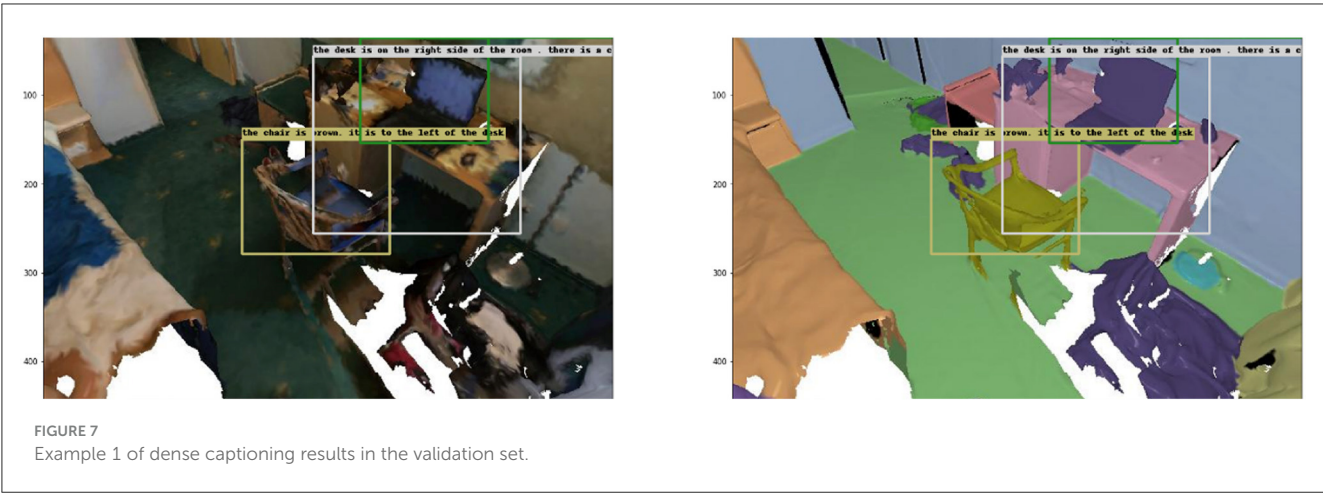 the desk is on the right side of the room . there is a c
the chair is brown. it is to the left of the desk
100
200
300
400
the desk is on the right side of the room . there is a c
the chair is brown. it is to the left of the desk
100
200
300
400
FIGURE 7
Example 1 of dense captioning results in the validation set.